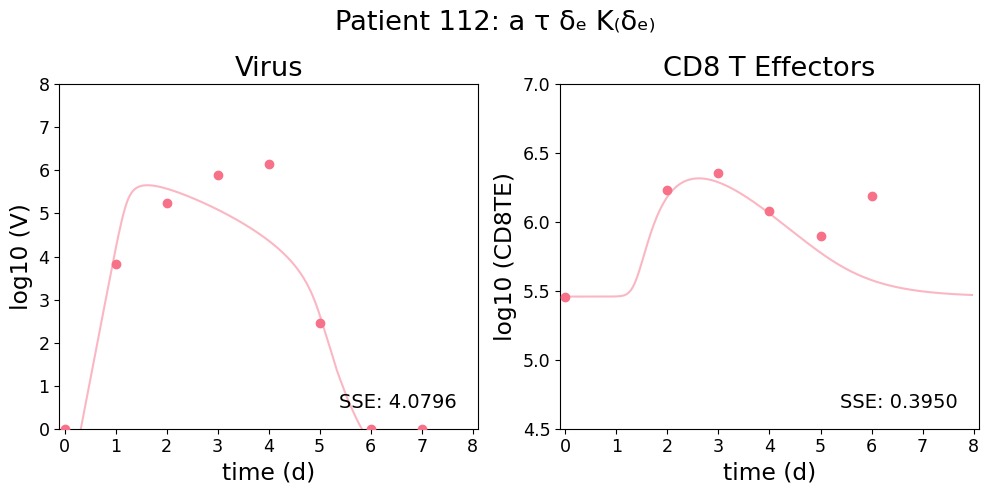 Patient 112: a τ δₑ K₍δₑ₎
Virus
CD8 T Effectors
log10 (V)
8
7
6
5
4
3
2
1
0
SSE: 4.0796
0 1 2 3 4 5 6 7 8
time (d)
log10 (CD8TE)
7.0
6.5
6.0
5.5
5.0
4.5
SSE: 0.3950
0 1 2 3 4 5 6 7 8
time (d)